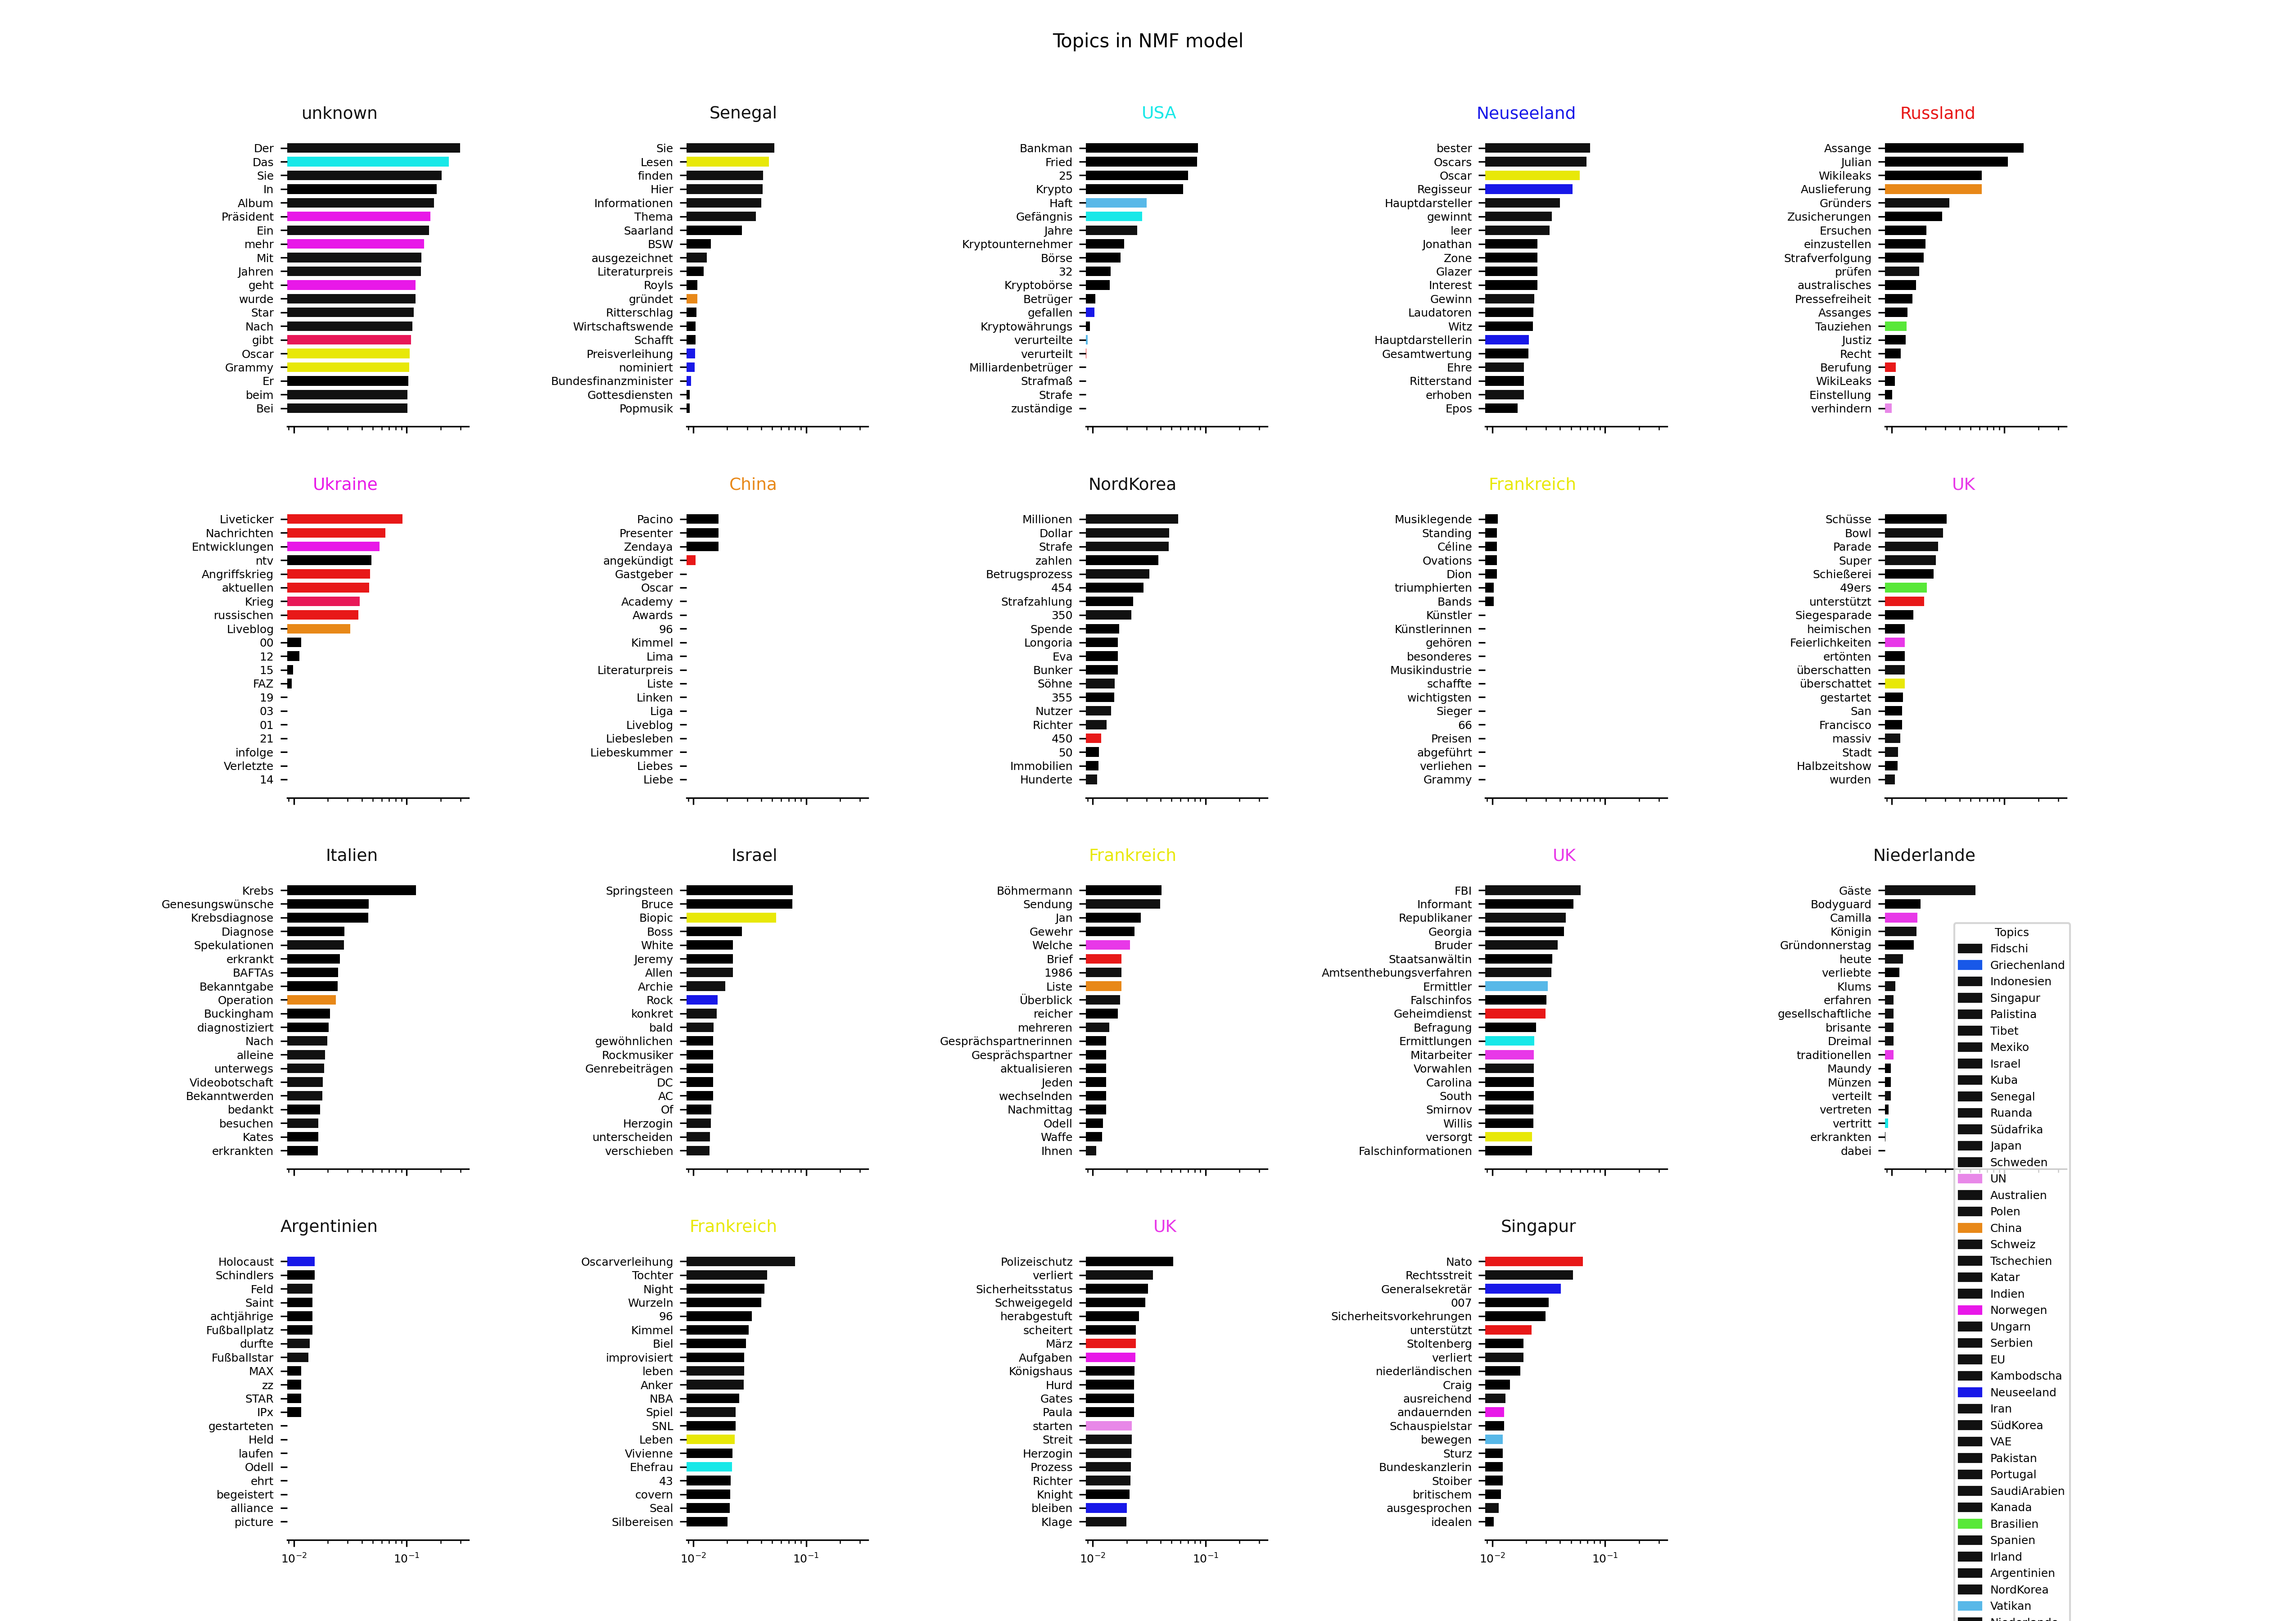 Topics in NMF model
unknown
Der
Das
Sie
In
Album
Präsident
Ein
mehr
Mit
Jahren
geht
wurde
Star
Nach
gibt
Oscar
Grammy
Er
beim
Bei
Senegal
Sie
Lesen
finden
Hier
Informationen
Thema
Saarland
BSW
ausgezeichnet
Literaturpreis
Royls
gründet
Ritterschlag
Wirtschaftswende
Schafft
Preisverleihung
nominiert
Bundesfinanzminister
Gottesdiensten
Popmusik
USA
Bankman
Fried
25
Krypto
Haft
Gefängnis
Jahre
Kryptounternehmer
Börse
32
Kryptobörse
Betrüger
gefallen
Kryptowährungs
verurteilte
verurteilt
Milliardenbetrüger
Strafmaß
Strafe
zuständige
Neuseeland
bester
Oscars
Oscar
Regisseur
Hauptdarsteller
gewinnt
leer
Jonathan
Zone
Glazer
Interest
Gewinn
Laudatoren
Witz
Hauptdarstellerin
Gesamtwertung
Ehre
Ritterstand
erhoben
Epos
Russland
Assange
Julian
Wikileaks
Auslieferung
Gründers
Zusicherungen
Ersuchen
einzustellen
Strafverfolgung
prüfen
australisches
Pressefreiheit
Assanges
Tauziehen
Justiz
Recht
Berufung
WikiLeaks
Einstellung
verhindern
Ukraine
Liveticker
Nachrichten
Entwicklungen
ntv
Angriffskrieg
aktuellen
Krieg
russischen
Liveblog
00
12
15
FAZ
19
03
01
21
infolge
Verletzte
14
China
Pacino
Presenter
Zendaya
angekündigt
Gastgeber
Oscar
Academy
Awards
96
Kimmel
Lima
Literaturpreis
Liste
Linken
Liga
Liveblog
Liebesleben
Liebeskummer
Liebes
Liebe
NordKorea
Millionen
Dollar
Strafe
zahlen
Betrugsprozess
454
Strafzahlung
350
Spende
Longoria
Eva
Bunker
Söhne
355
Nutzer
Richter
450
50
Immobilien
Hunderte
Frankreich
Musiklegende
Standing
Céline
Ovations
Dion
triumphierten
Bands
Künstler
Künstlerinnen
gehören
besonderes
Musikindustrie
schaffte
wichtigsten
Sieger
66
Preisen
abgeführt
verliehen
Grammy
UK
Schüsse
Bowl
Parade
Super
Schießerei
49ers
unterstützt
Siegesparade
heimischen
Feierlichkeiten
ertönten
überschatten
überschattet
gestartet
San
Francisco
massiv
Stadt
Halbzeitshow
wurden
Italien
Krebs
Genesungswünsche
Krebsdiagnose
Diagnose
Spekulationen
erkrankt
BAFTAs
Bekanntgabe
Operation
Buckingham
diagnostiziert
Nach
alleine
unterwegs
Videobotschaft
Bekanntwerden
bedankt
besuchen
Kates
erkrankten
Israel
Springsteen
Bruce
Biopic
Boss
White
Jeremy
Allen
Archie
Rock
konkret
bald
gewöhnlichen
Rockmusiker
Genrebeiträgen
DC
AC
Of
Herzogin
unterscheiden
verschieben
Frankreich
Böhmermann
Sendung
Jan
Gewehr
Welche
Brief
1986
Liste
Überblick
reicher
mehreren
Gesprächspartnerinnen
Gesprächspartner
aktualisieren
Jeden
wechselnden
Nachmittag
Odell
Waffe
Ihnen
UK
FBI
Informant
Republikaner
Georgia
Bruder
Staatsanwältin
Amtsenthebungsverfahren
Ermittler
Falschinfos
Geheimdienst
Befragung
Ermittlungen
Mitarbeiter
Vorwahlen
Carolina
South
Smirnov
Willis
versorgt
Falschinformationen
Niederlande
Gäste
Bodyguard
Camilla
Königin
Gründonnerstag
heute
verliebte
Klums
erfahren
gesellschaftliche
brisante
Dreimal
traditionellen
Maundy
Münzen
verteilt
vertreten
vertritt
erkrankten
dabei
Argentinien
Holocaust
Schindlers
Feld
Saint
achtjährige
Fußballplatz
durfte
Fußballstar
MAX
zz
STAR
IPx
gestarteten
Held
laufen
Odell
ehrt
begeistert
alliance
picture
10⁻² 10⁻¹
Frankreich
Oscarverleihung
Tochter
Night
Wurzeln
96
Kimmel
Biel
improvisiert
leben
Anker
NBA
Spiel
SNL
Leben
Vivienne
Ehefrau
43
covern
Seal
Silbereisen
10⁻² 10⁻¹
UK
Polizeischutz
verliert
Sicherheitsstatus
Schweigegeld
herabgestuft
scheitert
März
Aufgaben
Königshaus
Hurd
Gates
Paula
starten
Streit
Herzogin
Prozess
Richter
Knight
bleiben
Klage
10⁻² 10⁻¹
Singapur
Nato
Rechtsstreit
Generalsekretär
007
Sicherheitsvorkehrungen
unterstützt
Stoltenberg
verliert
niederländischen
Craig
ausreichend
andauernden
Schauspielstar
bewegen
Sturz
Bundeskanzlerin
Stoiber
britischem
ausgesprochen
idealen
10⁻² 10⁻¹
Topics
Fidschi
Griechenland
Indonesien
Singapur
Palistina
Tibet
Mexiko
Israel
Kuba
Senegal
Ruanda
Südafrika
Japan
Schweden
UN
Australien
Polen
China
Schweiz
Tschechien
Katar
Indien
Norwegen
Ungarn
Serbien
EU
Kambodscha
Neuseeland
Iran
SüdKorea
VAE
Pakistan
Portugal
SaudiArabien
Kanada
Brasilien
Spanien
Irland
Argentinien
NordKorea
Vatikan